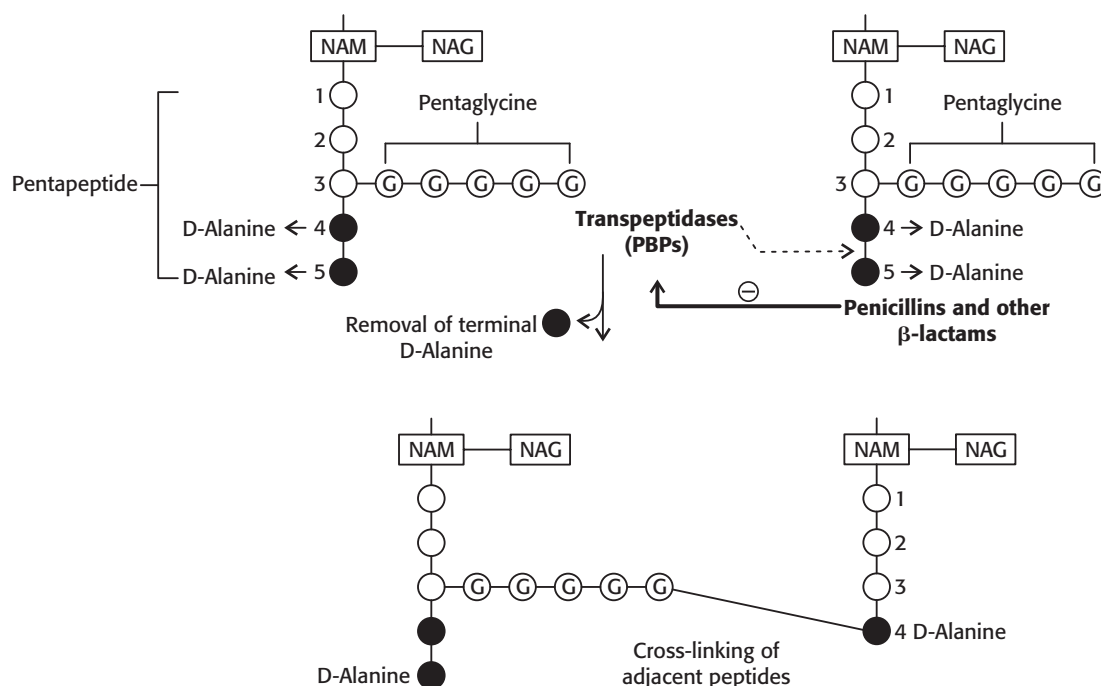 NAM NAG NAM NAG
1 1
Pentaglycine Pentaglycine
2 2
Pentapeptide
3 G G G G G 3 G G G G G
D-Alanine 4 Transpeptidases 4 D-Alanine
(PBPs)
D-Alanine 5 5 D-Alanine
Penicillins and other
β-lactams
Removal of terminal
D-Alanine
NAM NAG NAM NAG
1
2
G G G G G 3
4 D-Alanine
Cross-linking of
adjacent peptides
D-Alanine